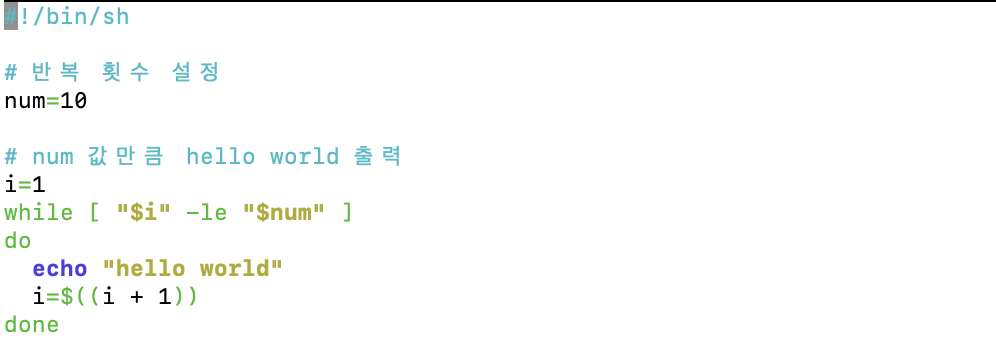 #!/bin/sh
# 반복 횟수 설정
num=10
# num 값만큼 hello world 출력
i=1
while [ "$i" -le "$num" ]
do
  echo "hello world"
  i=$((i + 1))
done